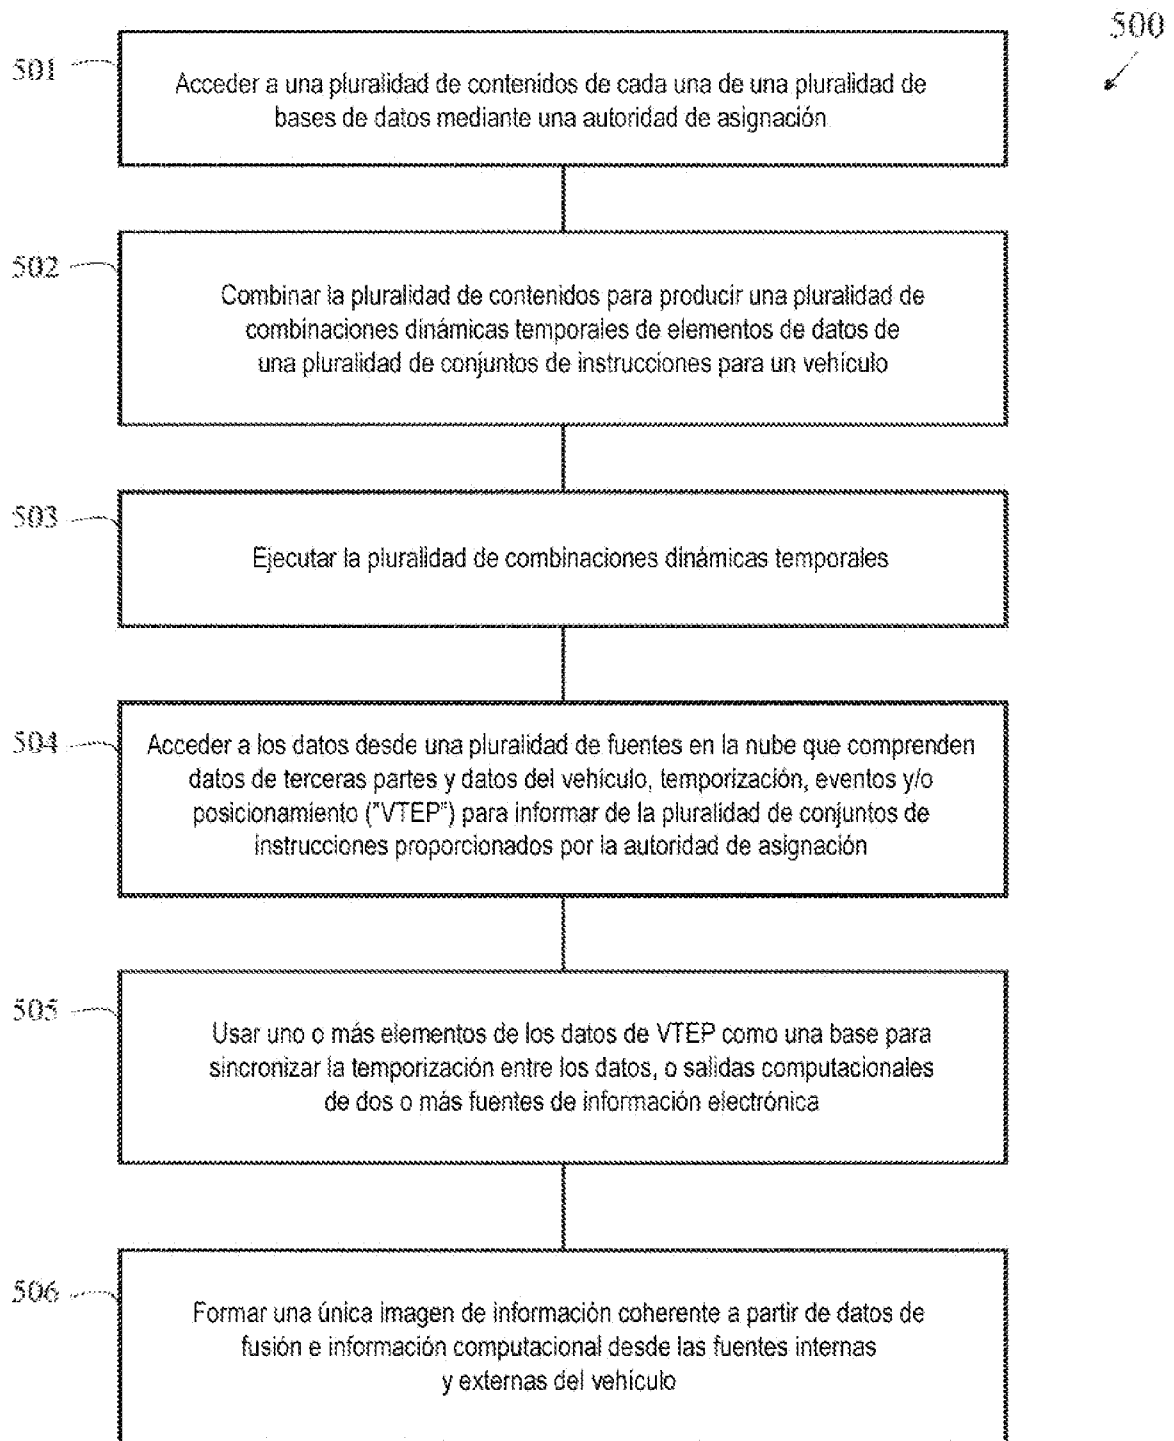 500
501
Acceder a una pluralidad de contenidos de cada una de una pluralidad de
bases de datos mediante una autoridad de asignación
502
Combinar la pluralidad de contenidos para producir una pluralidad de
combinaciones dinámicas temporales de elementos de datos de
una pluralidad de conjuntos de instrucciones para un vehículo
503
Ejecutar la pluralidad de combinaciones dinámicas temporales
504
Acceder a los datos desde una pluralidad de fuentes en la nube que comprenden
datos de terceras partes y datos del vehículo, temporización, eventos y/o
posicionamiento ("VTEP") para informar de la pluralidad de conjuntos de
instrucciones proporcionados por la autoridad de asignación
505
Usar uno o más elementos de los datos de VTEP como una base para
sincronizar la temporización entre los datos, o salidas computacionales
de dos o más fuentes de información electrónica
506
Formar una única imagen de información coherente a partir de datos de
fusión e información computacional desde las fuentes internas
y externas del vehículo